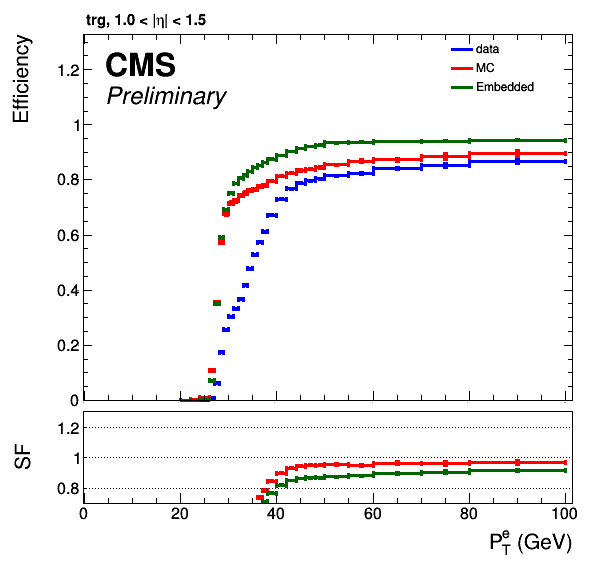 trg, 1.0 < |η| < 1.5
CMS
Preliminary
data
MC
Embedded
Efficiency
1.2
1
0.8
0.6
0.4
0.2
0
SF
1.2
1
0.8
0 20 40 60 80 100
P_T^e (GeV)